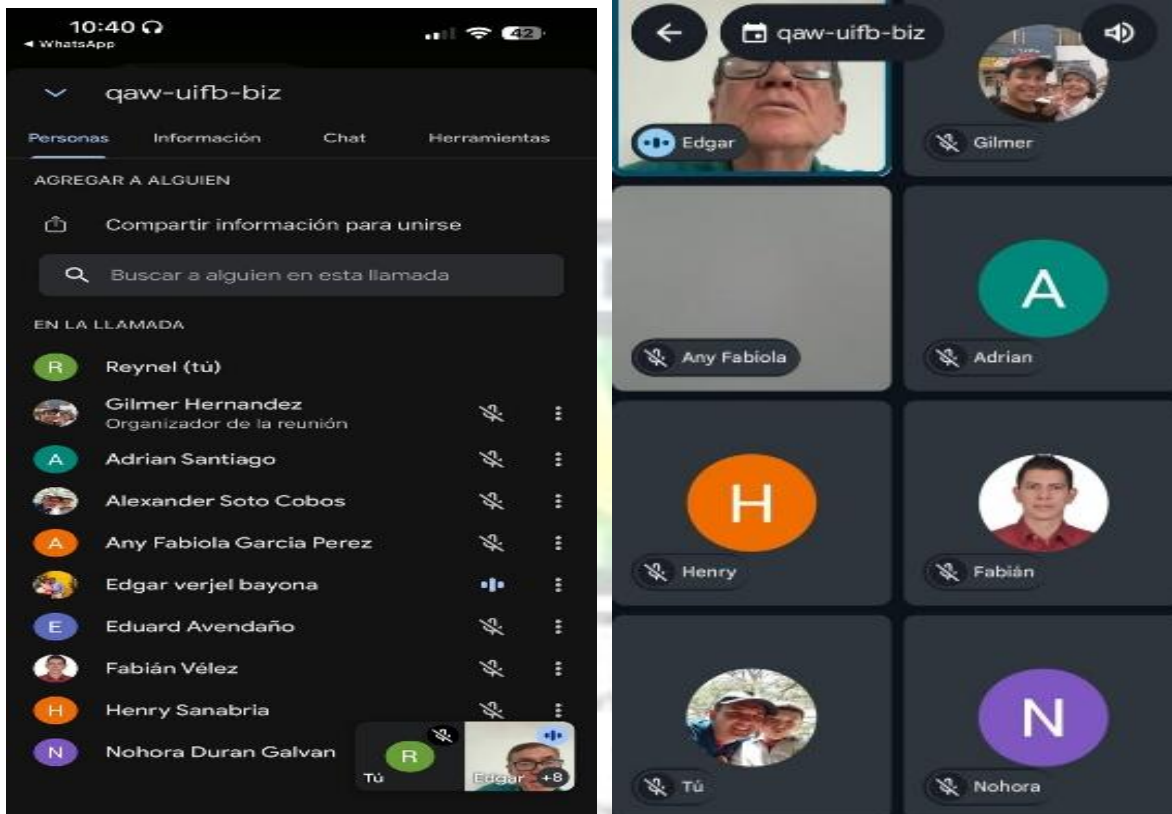 10:40
42
WhatsApp
qaw-uifb-biz
Personas Información Chat Herramientas
AGREGAR A ALGUIEN
Compartir información para unirse
Buscar a alguien en esta llamada
EN LA LLAMADA
R Reynel (tú)
Gilmer Hernandez
Organizador de la reunión
A Adrian Santiago
Alexander Soto Cobos
A Any Fabiola Garcia Perez
Edgar verjel bayona
E Eduard Avendaño
Fabián Vélez
H Henry Sanabria
N Nohora Duran Galvan
R
Tú
Edgar +8
qaw-uifb-biz
Edgar
Gilmer
Any Fabiola
A
Adrian
H
Henry
Fabián
Tú
N
Nohora